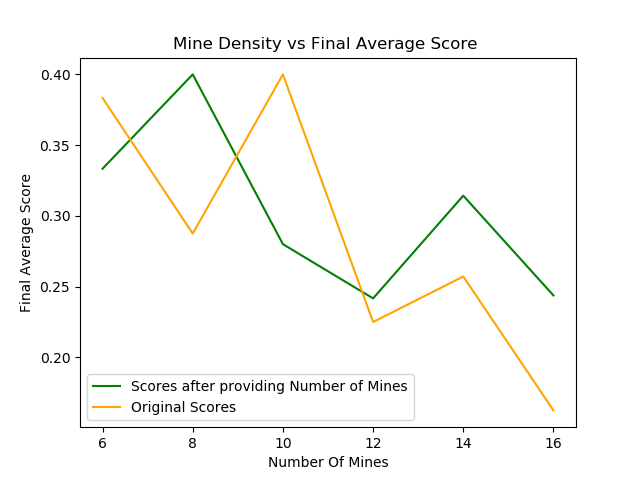 Mine Density vs Final Average Score
Final Average Score
0.40
0.35
0.30
0.25
0.20
Scores after providing Number of Mines
Original Scores
6 8 10 12 14 16
Number Of Mines